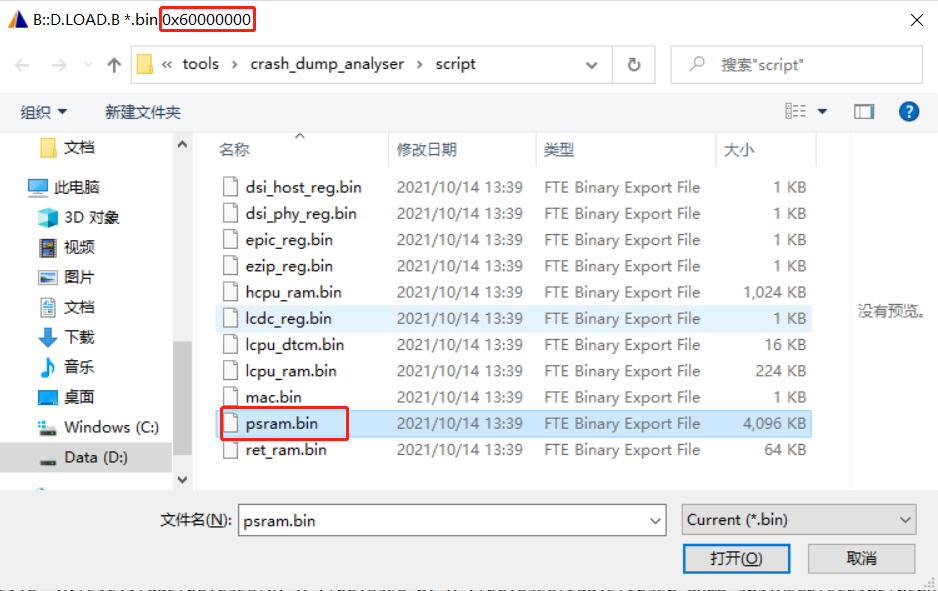 B::D.LOAD.B *.bin 0x60000000
« tools › crash_dump_analyser › script
搜索"script"
组织
新建文件夹
文档
此电脑
3D 对象
视频
图片
文档
下载
音乐
桌面
Windows (C:)
Data (D:)
名称 修改日期 类型 大小
dsi_host_reg.bin 2021/10/14 13:39 FTE Binary Export File 1 KB
dsi_phy_reg.bin 2021/10/14 13:39 FTE Binary Export File 1 KB
epic_reg.bin 2021/10/14 13:39 FTE Binary Export File 1 KB
ezip_reg.bin 2021/10/14 13:39 FTE Binary Export File 1 KB
hcpu_ram.bin 2021/10/14 13:39 FTE Binary Export File 1,024 KB
lcdc_reg.bin 2021/10/14 13:39 FTE Binary Export File 1 KB
lcpu_dtcm.bin 2021/10/14 13:39 FTE Binary Export File 16 KB
lcpu_ram.bin 2021/10/14 13:39 FTE Binary Export File 224 KB
mac.bin 2021/10/14 13:39 FTE Binary Export File 1 KB
psram.bin 2021/10/14 13:39 FTE Binary Export File 4,096 KB
ret_ram.bin 2021/10/14 13:39 FTE Binary Export File 64 KB
没有预览。
文件名(N): psram.bin
Current (*.bin)
打开(O)
取消